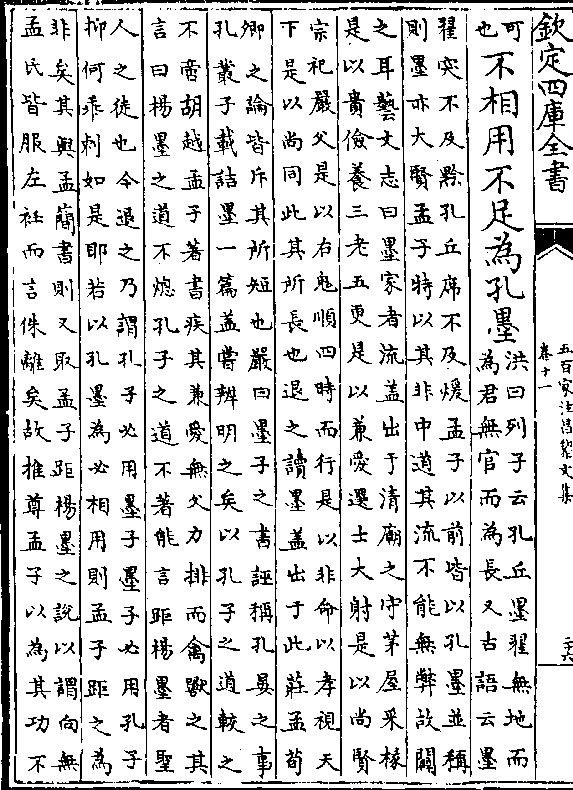 欽定四庫全書
五百家注昌黎文集
卷十一
二十六
可
也
不相用不足為孔墨
洪曰列子云孔丘墨翟無地而
為君無官而為長又古語云墨
翟突不及黔孔丘席不及煖孟子以前皆以孔墨並稱
則墨亦大賢孟子特以其非中道其流不能無弊故闢
之耳藝文志曰墨家者流蓋出于清廟之守茅屋采椽
是以貴儉養三老五更是以兼愛選士大射是以尚賢
宗祀嚴父是以右鬼順四時而行是以非命以孝視天
下是以尚同此其所長也退之讀墨蓋出于此莊孟荀
卿之論皆斥其所短也嚴曰墨子之書誣稱孔晏之事
孔叢子載詰墨一篇蓋嘗辨明之矣以孔子之道較之
不啻胡越孟子著書疾其兼愛無父力排而禽獸之其
言曰楊墨之道不熄孔子之道不著能言距楊墨者聖
人之徒也今退之乃謂孔子必用墨子墨子必用孔子
抑何乖剌如是耶若以孔墨為必相用則孟子距之為
非矣其與孟簡書則又取孟子距楊墨之說以謂向無
孟氏皆服左衽而言侏離矣故推尊孟子以為其功不